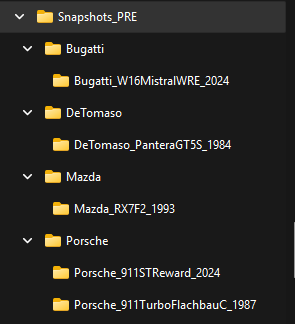 Snapshots_PRE
Bugatti
Bugatti_W16MistralWRE_2024
DeTomaso
DeTomaso_PanteraGT5S_1984
Mazda
Mazda_RX7F2_1993
Porsche
Porsche_911STReward_2024
Porsche_911TurboFlachbauC_1987